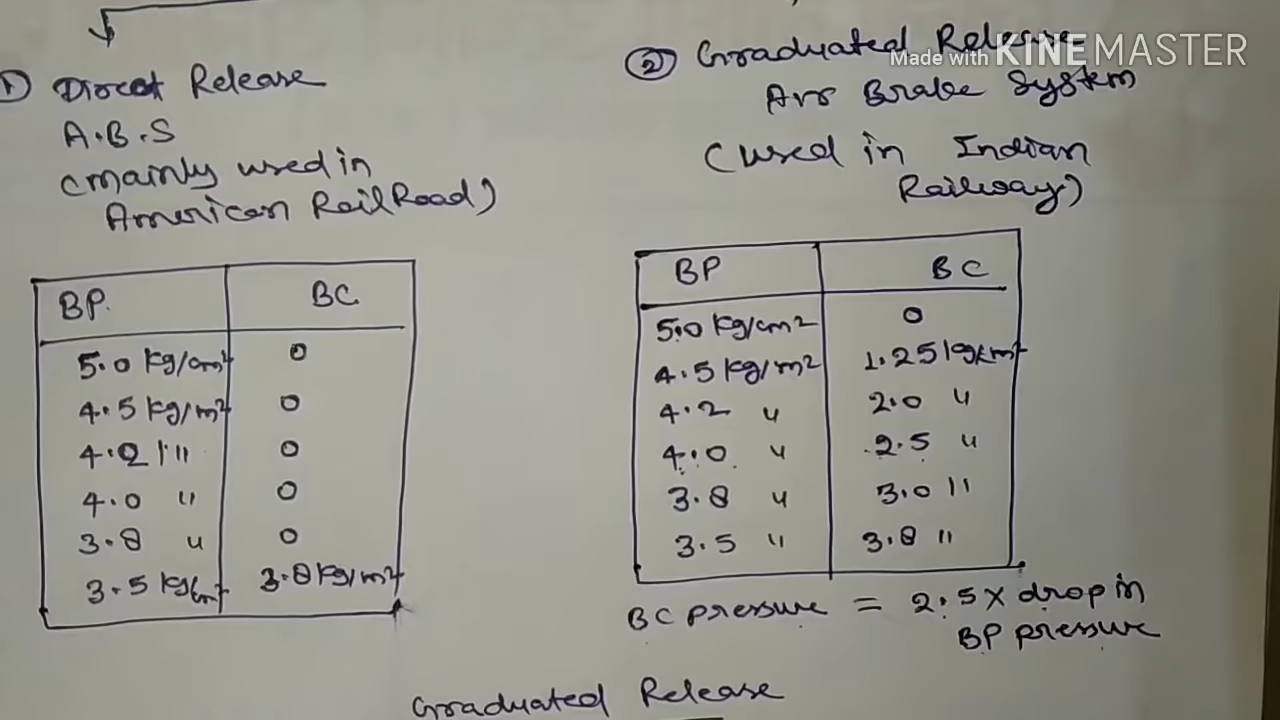 ① Direct Release
A.B.S
(mainly used in
American RailRoad)
BP. BC.
5.0 kg/cm² 0
4.5 kg/m² 0
4.2 " 0
4.0 " 0
3.8 " 0
3.5 kg/cm² 3.8 kg/m²
Made with KINEMASTER
② Graduated Release
Air Brake System
(used in Indian
Railway)
BP BC
5.0 kg/cm² 0
4.5 kg/m² 1.25 kg/cm²
4.2 " 2.0 "
4.0 " 2.5 "
3.8 " 3.0 "
3.5 " 3.8 "
BC pressure = 2.5 x drop in
BP pressure
Graduated Release